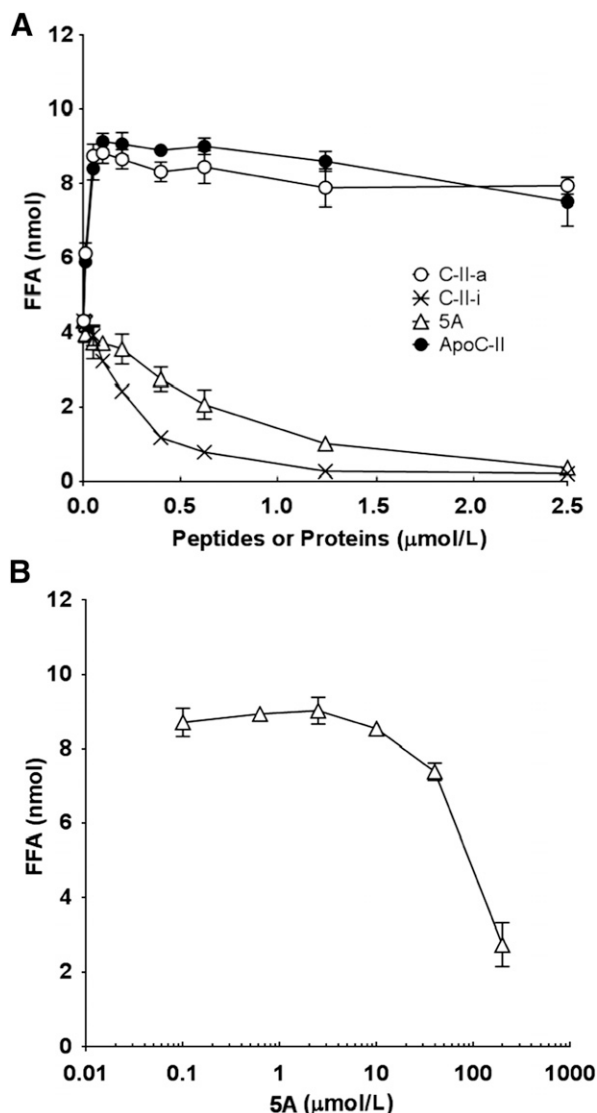 A
12
10
8
6
4
2
0
FFA (nmol)
C-II-a
C-II-i
5A
ApoC-II
0.0 0.5 1.0 1.5 2.0 2.5
Peptides or Proteins (μmol/L)
B
12
10
8
6
4
2
0
FFA (nmol)
0.01 0.1 1 10 100 1000
5A (μmol/L)